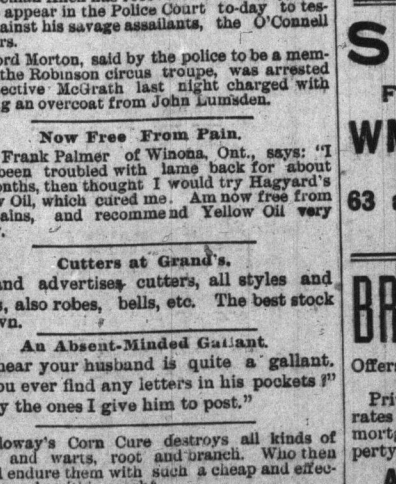 appear in the Police Court to-day to tes-
ainst his savage assailants, the O'Connell
rs.
ord Morton, said by the police to be a mem-
the Robinson circus troupe, was arrested
ective McGrath last night charged with
g an overcoat from John Lumsden.
Now Free From Pain.
Frank Palmer of Winona, Ont., says: "I
been troubled with lame back for about
onths, then thought I would try Hagyard's
w Oil, which cured me. Am now free from
ains, and recommend Yellow Oil very
.
Cutters at Grand's.
and advertises cutters, all styles and
s, also robes, bells, etc. The best stock
wn.
An Absent-Minded Gallant.
hear your husband is quite a gallant.
ou ever find any letters in his pockets?"
y the ones I give him to post."
loway's Corn Cure destroys all kinds of
and warts, root and branch. Who then
endure them with such a cheap and effec-
S
F
WM
63
BR
Offers
Pri
rates
mortg
perty
A